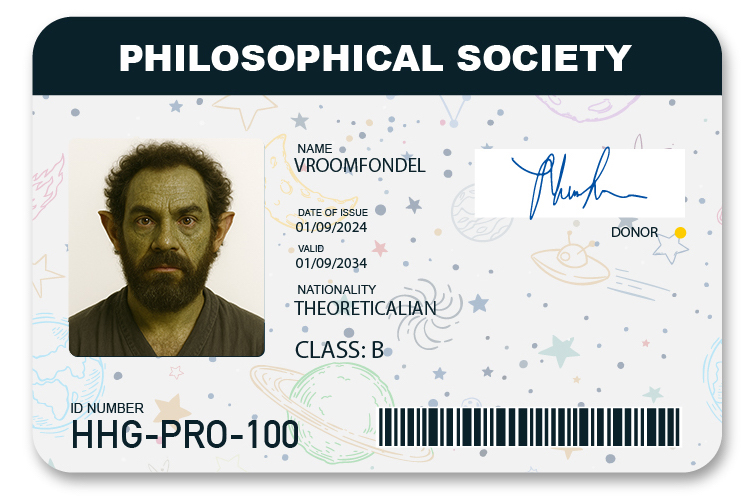 PHILOSOPHICAL SOCIETY
NAME
VROOMFONDEL
DATE OF ISSUE
01/09/2024
VALID
01/09/2034
NATIONALITY
THEORETICALIAN
CLASS: B
DONOR
ID NUMBER
HHG-PRO-100